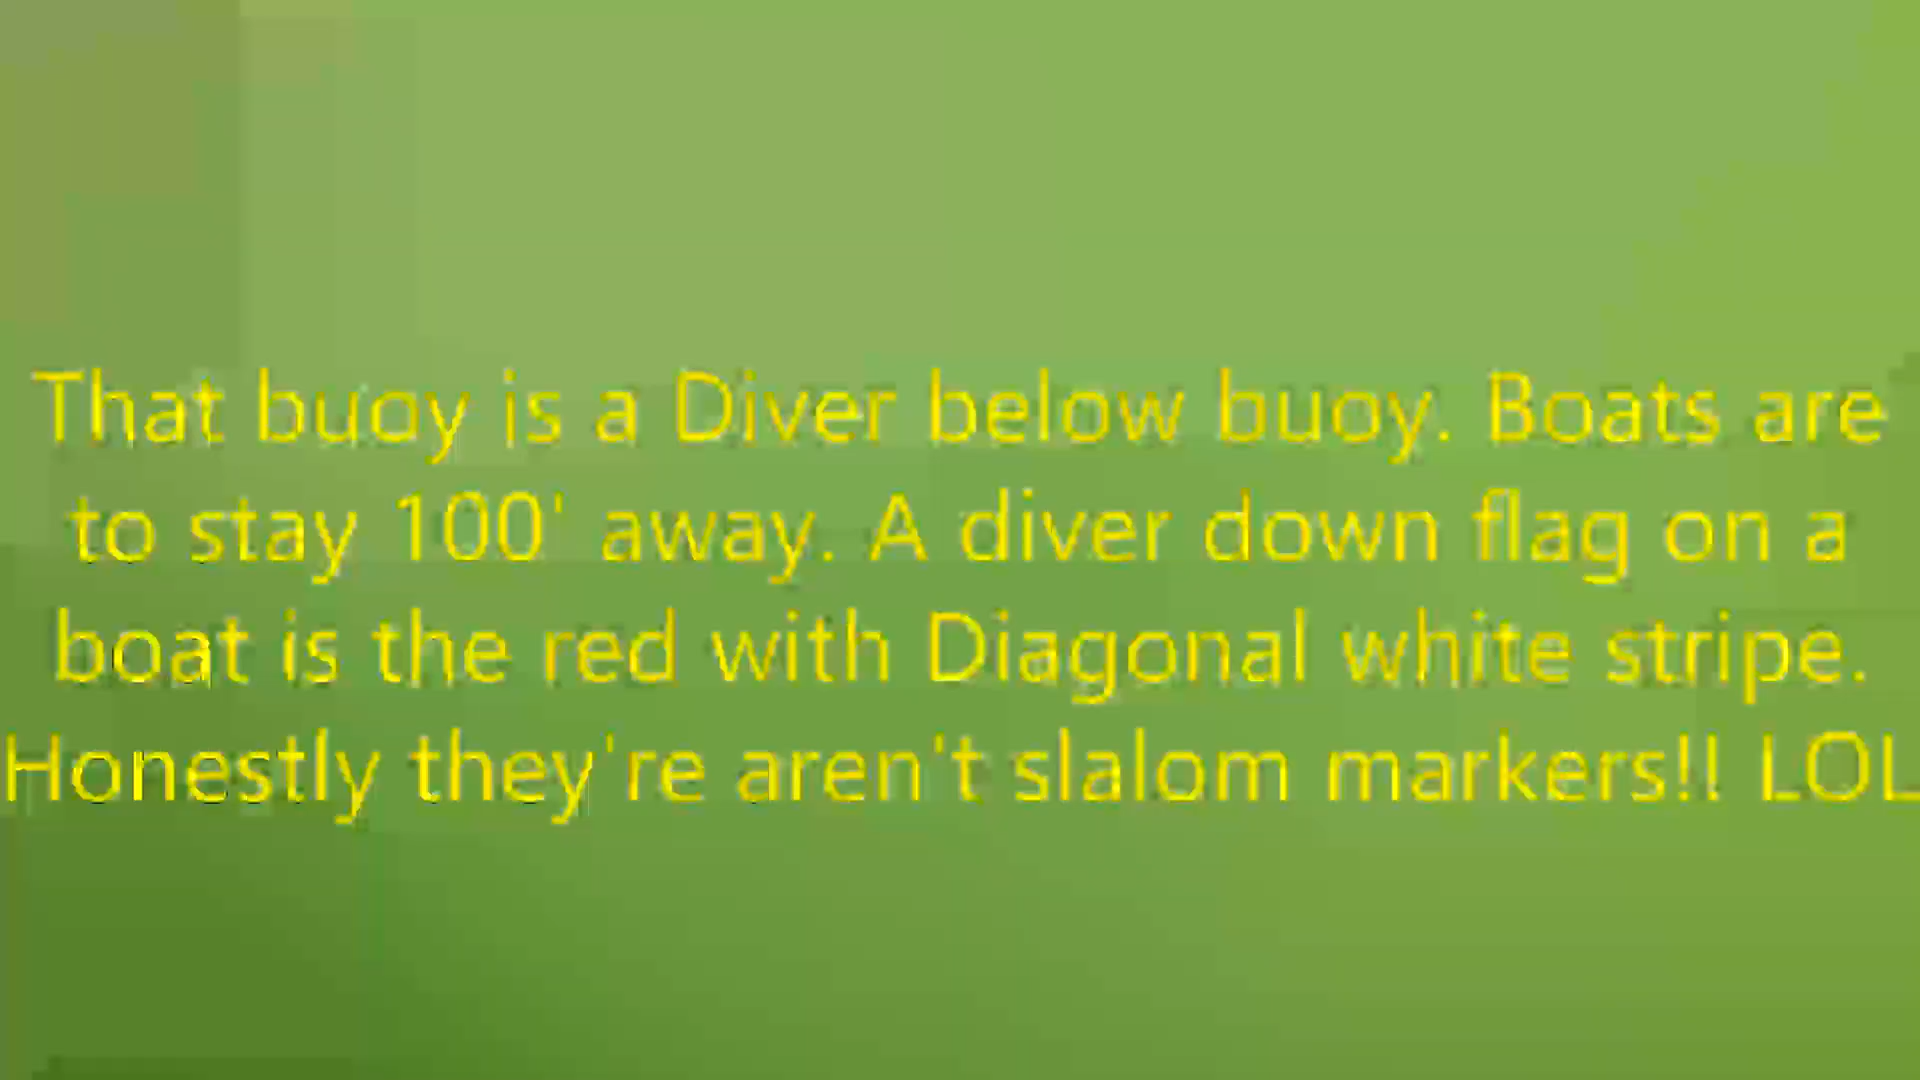 That buoy is a Diver below buoy. Boats are
to stay 100' away. A diver down flag on a
boat is the red with Diagonal white stripe.
Honestly they're aren't slalom markers!! LOL